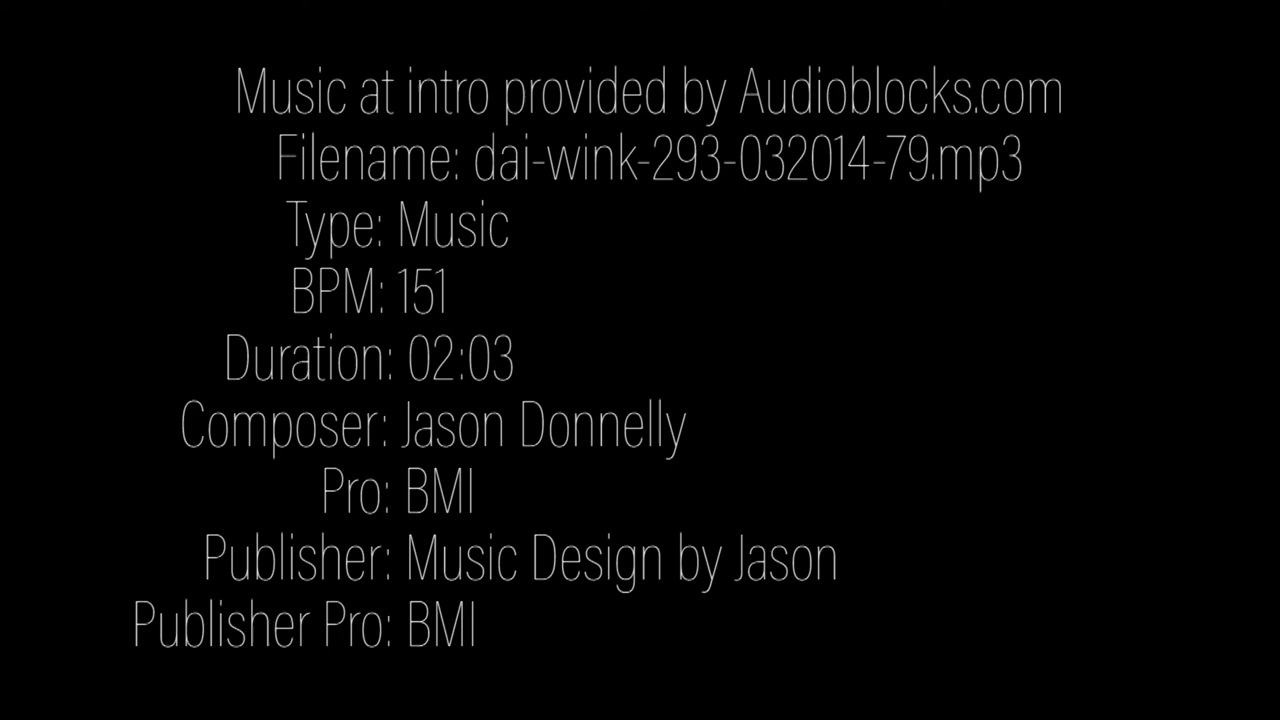 Music at intro provided by Audioblocks.com
Filename: dai-wink-293-032014-79.mp3
Type: Music
BPM: 151
Duration: 02:03
Composer: Jason Donnelly
Pro: BMI
Publisher: Music Design by Jason
Publisher Pro: BMI